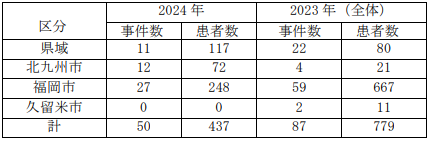 区分 2024 年 2023 年（全体）
事件数 患者数 事件数 患者数
県域 11 117 22 80
北九州市 12 72 4 21
福岡市 27 248 59 667
久留米市 0 0 2 11
計 50 437 87 779